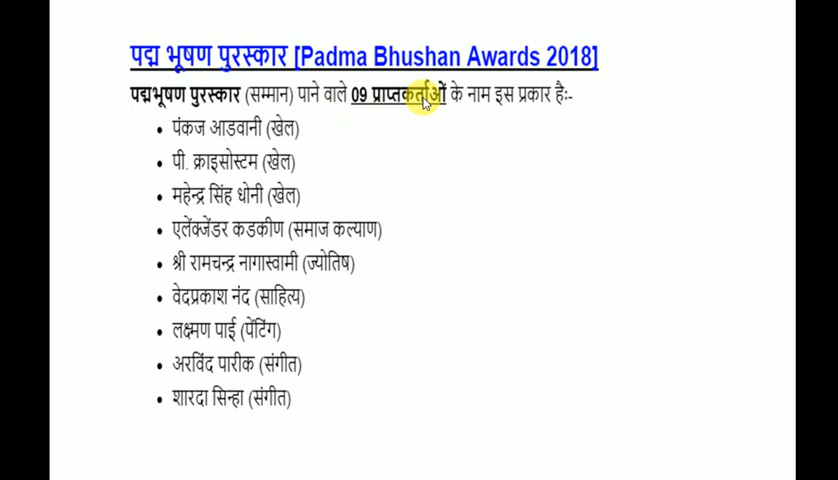 पद्म भूषण पुरस्कार [Padma Bhushan Awards 2018]
पद्मभूषण पुरस्कार (सम्मान) पाने वाले 09 प्राप्तकर्ताओं के नाम इस प्रकार हैः-
• पंकज आडवानी (खेल)
• पी. क्राइसोस्टम (खेल)
• महेन्द्र सिंह धोनी (खेल)
• एलेंक्जेंडर कडकीण (समाज कल्याण)
• श्री रामचन्द्र नागास्वामी (ज्योतिष)
• वेदप्रकाश नंद (साहित्य)
• लक्ष्मण पाई (पेंटिंग)
• अरविंद पारीक (संगीत)
• शारदा सिन्हा (संगीत)